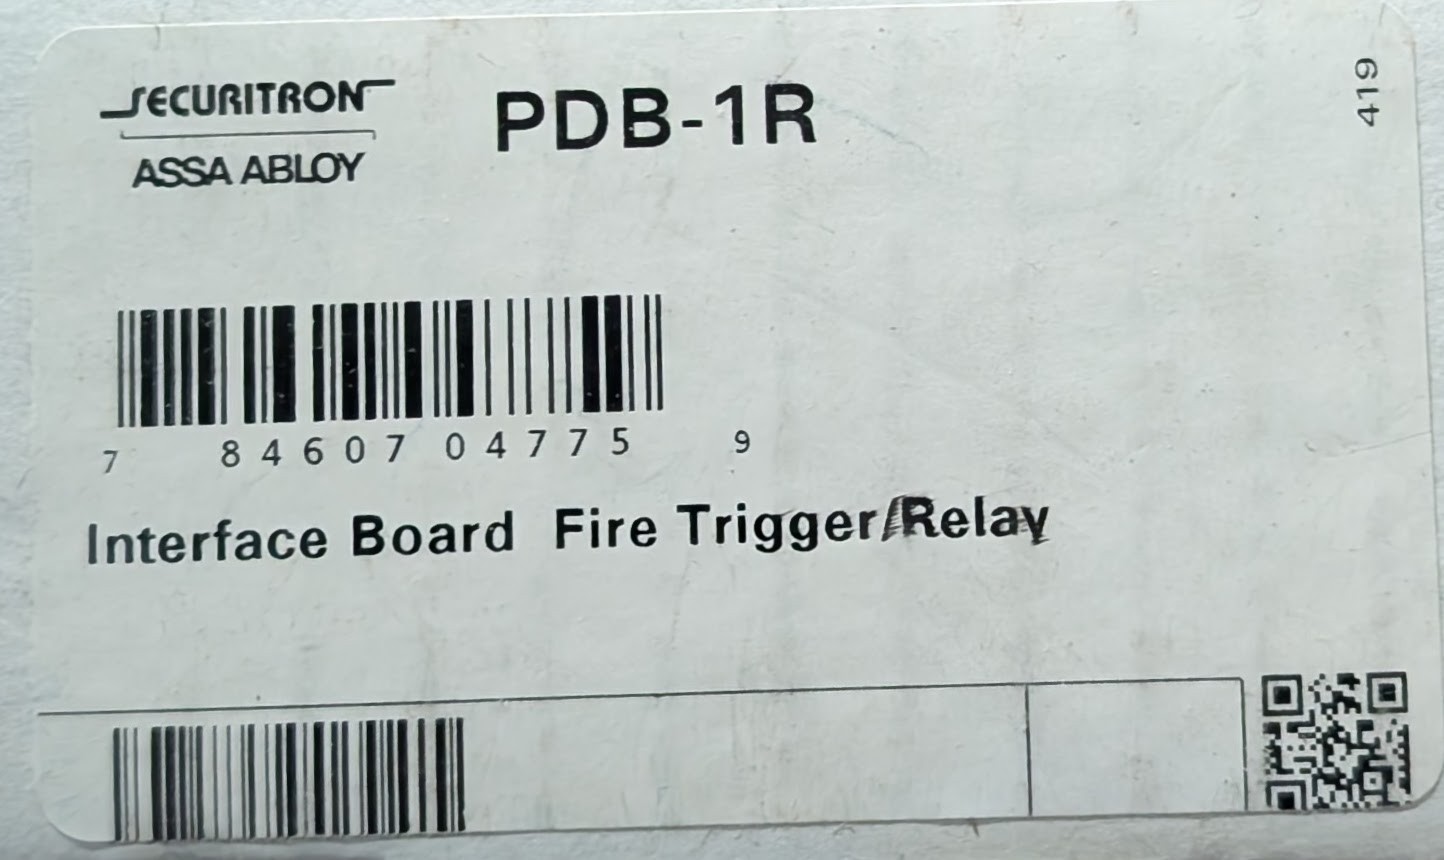 SECURITRON
ASSA ABLOY
PDB-1R
419
7 84607 04775 9
Interface Board Fire Trigger/Relay